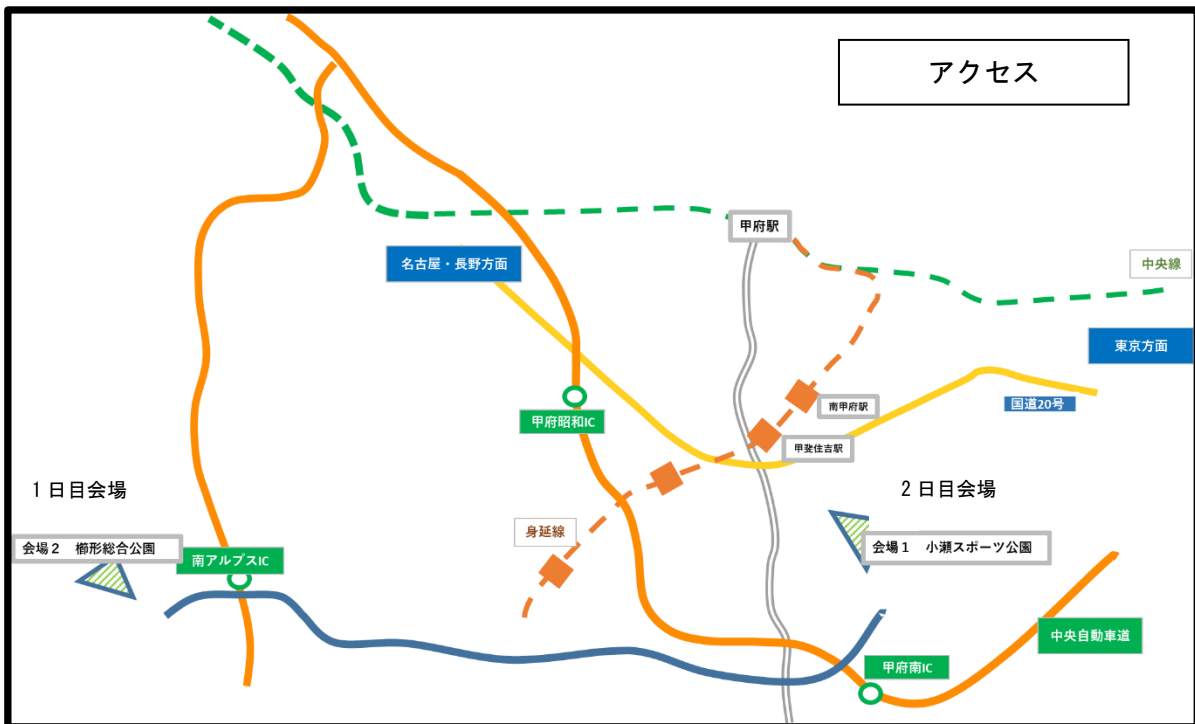 アクセス
甲府駅
名古屋・長野方面
中央線
東京方面
国道20号
南甲府駅
甲府昭和IC
甲斐住吉駅
1日目会場
2日目会場
身延線
会場2 櫛形総合公園
会場1 小瀬スポーツ公園
南アルプスIC
中央自動車道
甲府南IC